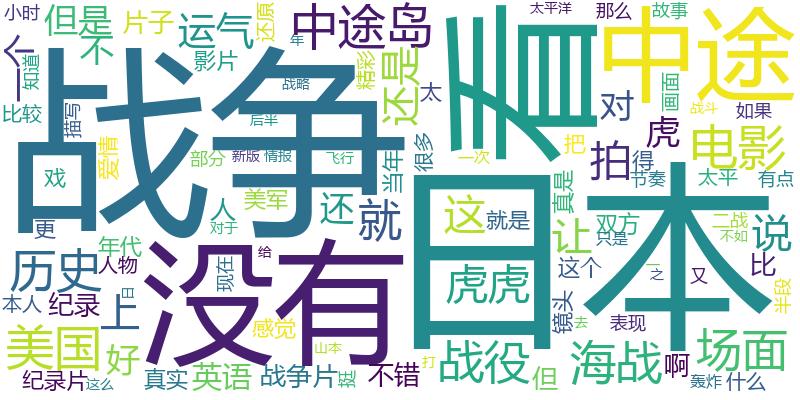 小时
但是
片子
运气
还原
中途岛
年
太平洋
那么
故事
不
影片
个
一
知道
比较
描写
爱情
战争
战略
精彩
后半
还是
太
很多
看
中途
画面
对
虎
战斗
如果
电影
拍
得
把
一次
部分
新版
情报
飞行
当年
真是
节奏
太平
有点
戏
美军
人
对于
还
就
这
就是
日本
让
双方
只是
二战
不如
说
更
年代
历史
人物
上
没有
现在
给
虎虎
这个
镜头
之
一
又
比
半段
本人
纪录
日
感觉
山本
美国
好
纪录片
这么
真实
英语
战争片
不错
打
战役
但
去
表现
海战
啊
场面
轰炸
什么